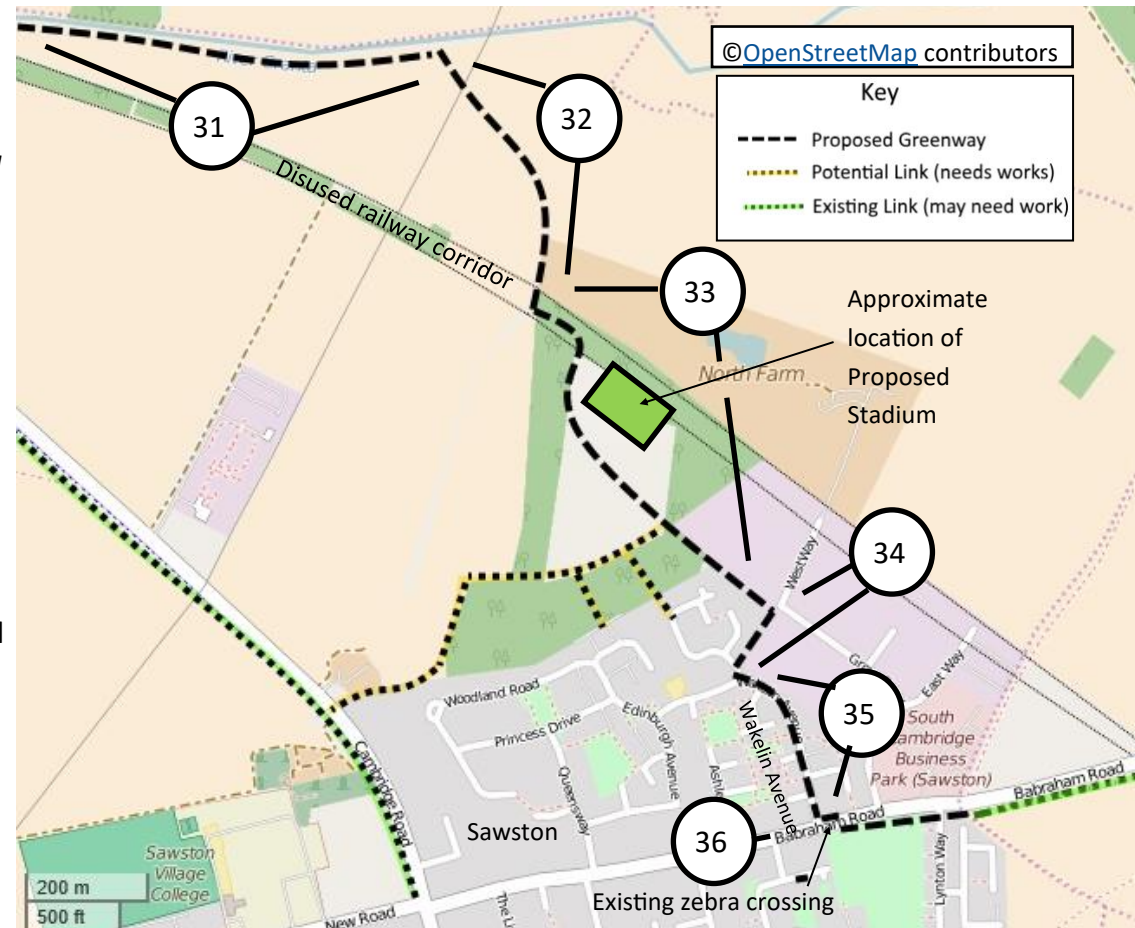 ©OpenStreetMap contributors
Key
Proposed Greenway
Potential Link (needs works)
Existing Link (may need work)
31
32
Disused railway corridor
33
Approximate
location of
Proposed
Stadium
North Farm
34
West Way
East Way
35
Woodland Road
Princess Drive
Edinburgh Avenue
Queensway
Wakelin Avenue
South
Cambridge
Business
Park (Sawston)
Cambridge Road
Babraham Road
Babraham Road
Sawston
36
Sawston
Village
College
Lynton Way
Existing zebra crossing
New Road
200 m
500 ft